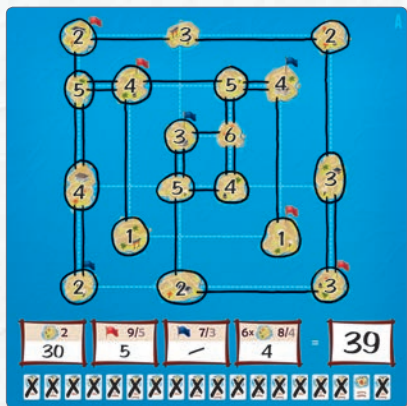 A
2 3 2
5 4 5 4
3 6
4 5 4 3
1 1
2 2 3
2 9/5 7/3 6x 8/4
30 5 – 4 = 39
X X X X X X X X X X X X X X X X X